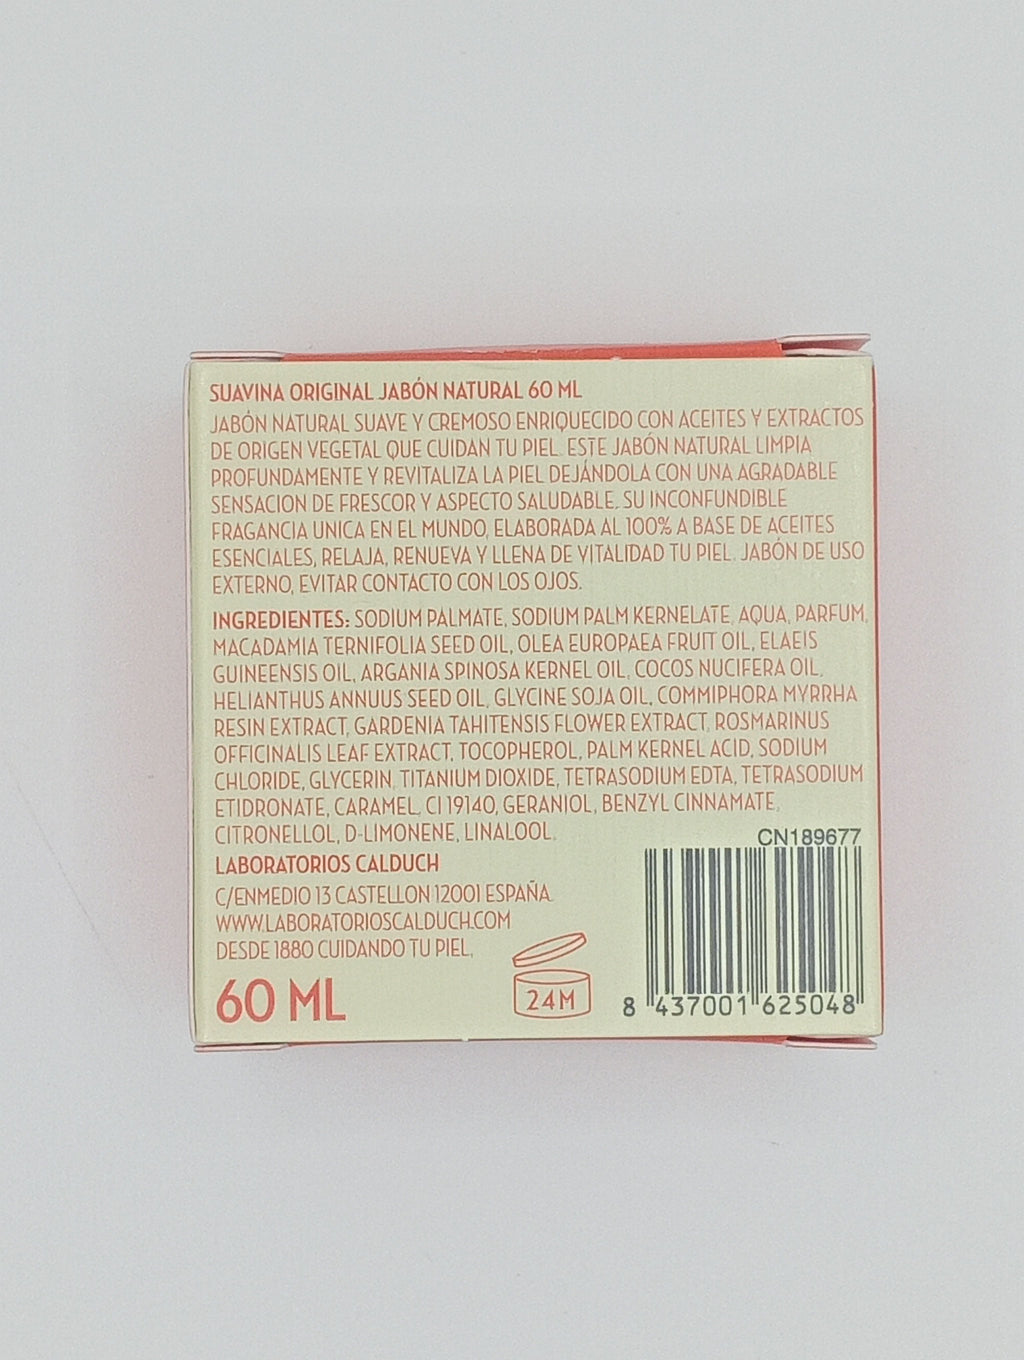 SUAVINA ORIGINAL JABÓN NATURAL 60 ML
JABÓN NATURAL SUAVE Y CREMOSO ENRIQUECIDO CON ACEITES Y EXTRACTOS
DE ORIGEN VEGETAL QUE CUIDAN TU PIEL. ESTE JABÓN NATURAL LIMPIA
PROFUNDAMENTE Y REVITALIZA LA PIEL DEJÁNDOLA CON UNA AGRADABLE
SENSACION DE FRESCOR Y ASPECTO SALUDABLE. SU INCONFUNDIBLE
FRAGANCIA UNICA EN EL MUNDO, ELABORADA AL 100% A BASE DE ACEITES
ESENCIALES, RELAJA, RENUEVA Y LLENA DE VITALIDAD TU PIEL. JABÓN DE USO
EXTERNO, EVITAR CONTACTO CON LOS OJOS.
INGREDIENTES: SODIUM PALMATE, SODIUM PALM KERNELATE, AQUA, PARFUM,
MACADAMIA TERNIFOLIA SEED OIL, OLEA EUROPAEA FRUIT OIL, ELAEIS
GUINEENSIS OIL, ARGANIA SPINOSA KERNEL OIL, COCOS NUCIFERA OIL,
HELIANTHUS ANNUUS SEED OIL, GLYCINE SOJA OIL, COMMIPHORA MYRRHA
RESIN EXTRACT, GARDENIA TAHITENSIS FLOWER EXTRACT, ROSMARINUS
OFFICINALIS LEAF EXTRACT, TOCOPHEROL, PALM KERNEL ACID, SODIUM
CHLORIDE, GLYCERIN, TITANIUM DIOXIDE, TETRASODIUM EDTA, TETRASODIUM
ETIDRONATE, CARAMEL, CI 19140, GERANIOL, BENZYL CINNAMATE,
CITRONELLOL, D-LIMONENE, LINALOOL.
CN189677
LABORATORIOS CALDUCH
C/ENMEDIO 13 CASTELLON 12001 ESPAÑA.
WWW.LABORATORIOSCALDUCH.COM
DESDE 1880 CUIDANDO TU PIEL.
60 ML
24M
8 437001 625048